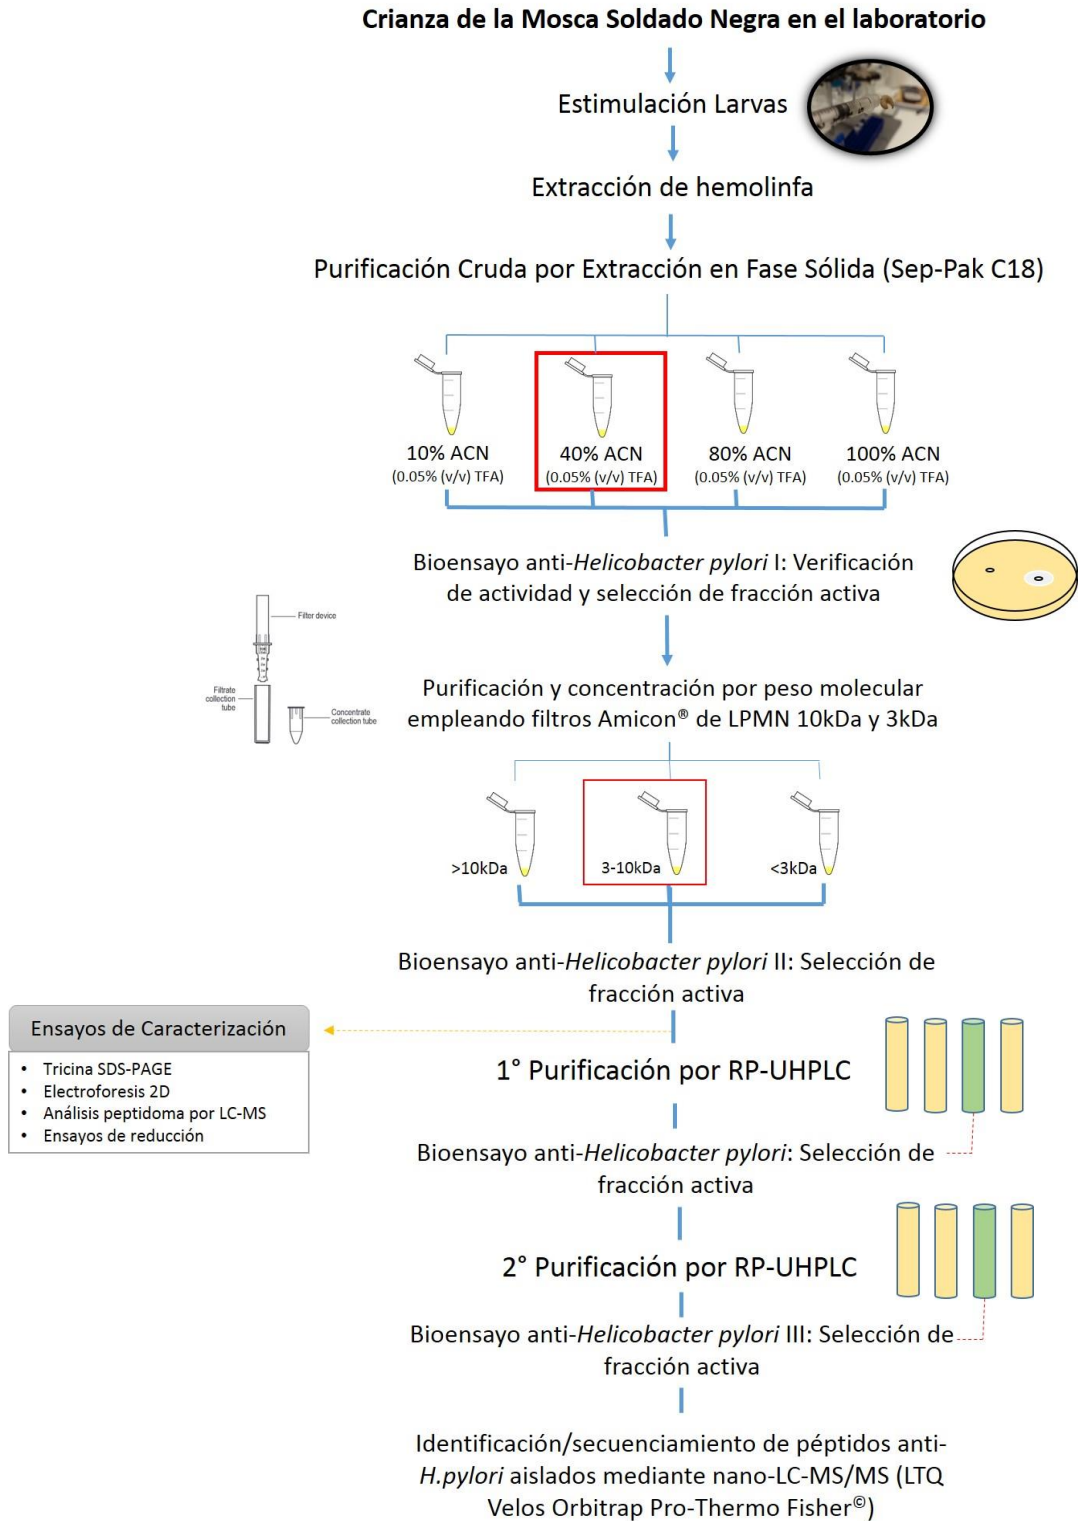 Crianza de la Mosca Soldado Negra en el laboratorio
Estimulación Larvas
Extracción de hemolinfa
Purificación Cruda por Extracción en Fase Sólida (Sep-Pak C18)
10% ACN
(0.05% (v/v) TFA)
40% ACN
(0.05% (v/v) TFA)
80% ACN
(0.05% (v/v) TFA)
100% ACN
(0.05% (v/v) TFA)
Bioensayo anti-Helicobacter pylori I: Verificación
de actividad y selección de fracción activa
Filter device
Filtrate
collection
tube
Concentrate
collection tube
Purificación y concentración por peso molecular
empleando filtros Amicon® de LPMN 10kDa y 3kDa
>10kDa
3-10kDa
<3kDa
Bioensayo anti-Helicobacter pylori II: Selección de
fracción activa
Ensayos de Caracterización
• Tricina SDS-PAGE
• Electroforesis 2D
• Análisis peptidoma por LC-MS
• Ensayos de reducción
1° Purificación por RP-UHPLC
Bioensayo anti-Helicobacter pylori: Selección de
fracción activa
2° Purificación por RP-UHPLC
Bioensayo anti-Helicobacter pylori III: Selección de
fracción activa
Identificación/secuenciamiento de péptidos anti-
H.pylori aislados mediante nano-LC-MS/MS (LTQ
Velos Orbitrap Pro-Thermo Fisher©)